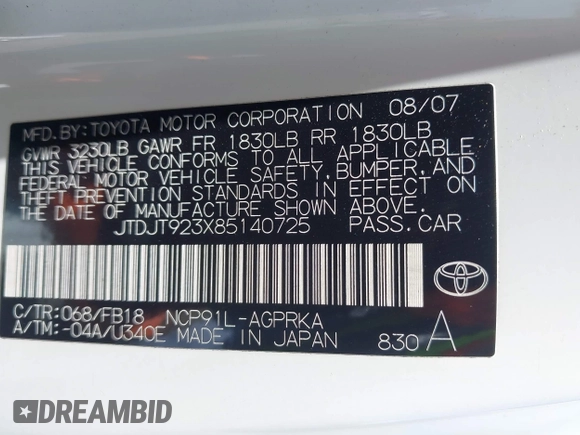 MFD.BY:TOYOTA MOTOR CORPORATION 08/07
GVWR 3230LB GAWR FR 1830LB RR 1830LB
THIS VEHICLE CONFORMS TO ALL APPLICABLE
FEDERAL MOTOR VEHICLE SAFETY,BUMPER,AND
THEFT PREVENTION STANDARDS IN EFFECT ON
THE DATE OF MANUFACTURE SHOWN ABOVE.
JTDJT923X85140725 PASS.CAR
C/TR:068/FB18 NCP91L-AGPRKA
A/TM:-04A/U340E MADE IN JAPAN 830 A
TOYOTA
DREAMBID